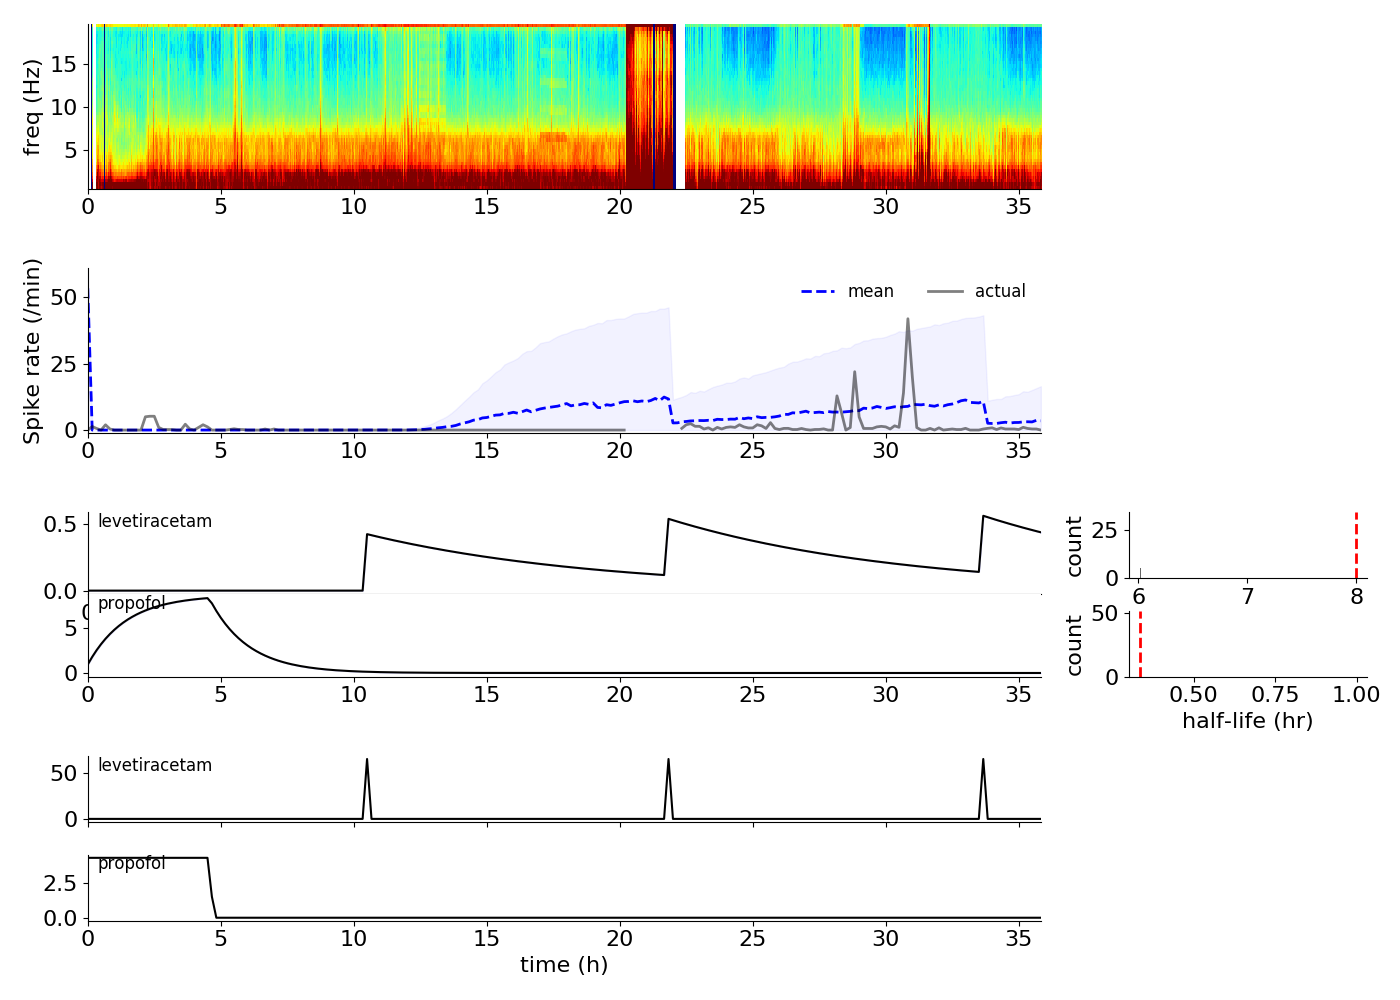 freq (Hz)
15
10
5
0 5 10 15 20 25 30 35
Spike rate (/min)
50
25
0
mean actual
0 5 10 15 20 25 30 35
levetiracetam
0.5
0.0
0
propofol
5
0
0 5 10 15 20 25 30 35
count
25
0
6 7 8
count
50
0
0.50 0.75 1.00
half-life (hr)
levetiracetam
50
0
propofol
2.5
0.0
0 5 10 15 20 25 30 35
time (h)